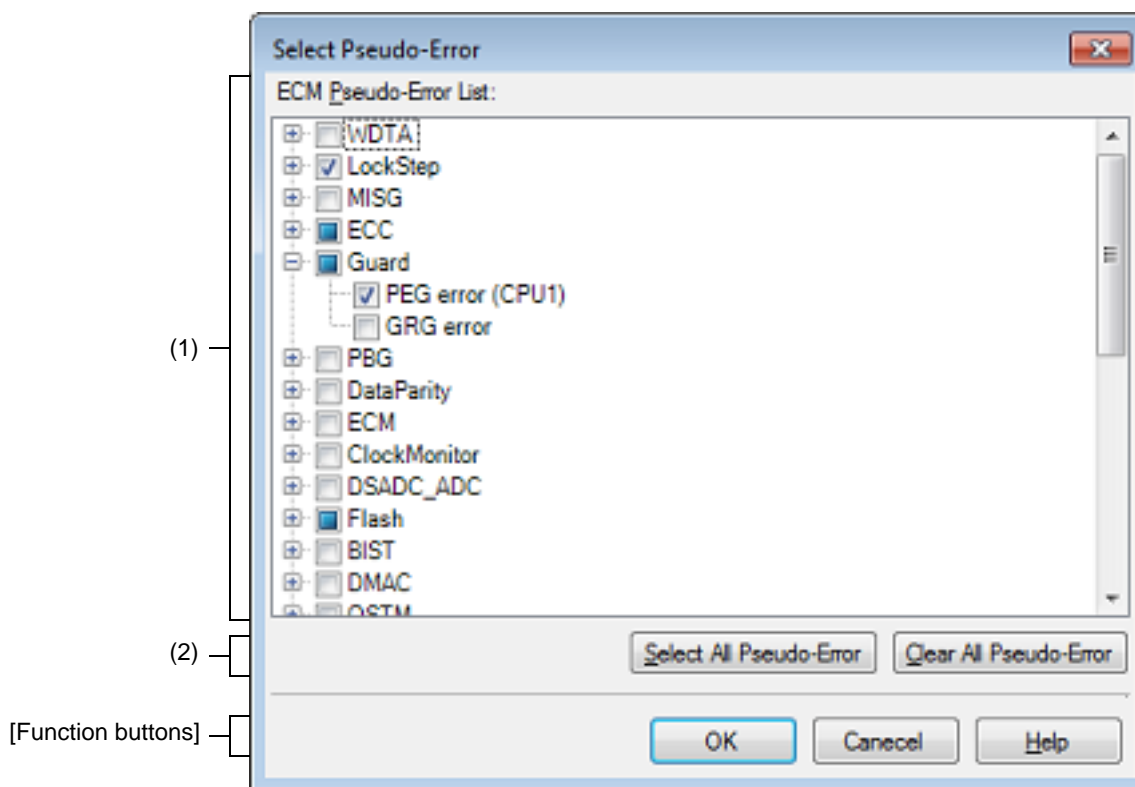 Select Pseudo-Error
ECM Pseudo-Error List:
WDTA
LockStep
MISG
ECC
Guard
PEG error (CPU1)
GRG error
(1)
PBG
DataParity
ECM
ClockMonitor
DSADC_ADC
Flash
BIST
DMAC
OSTM
(2)
Select All Pseudo-Error
Clear All Pseudo-Error
[Function buttons]
OK
Canecel
Help